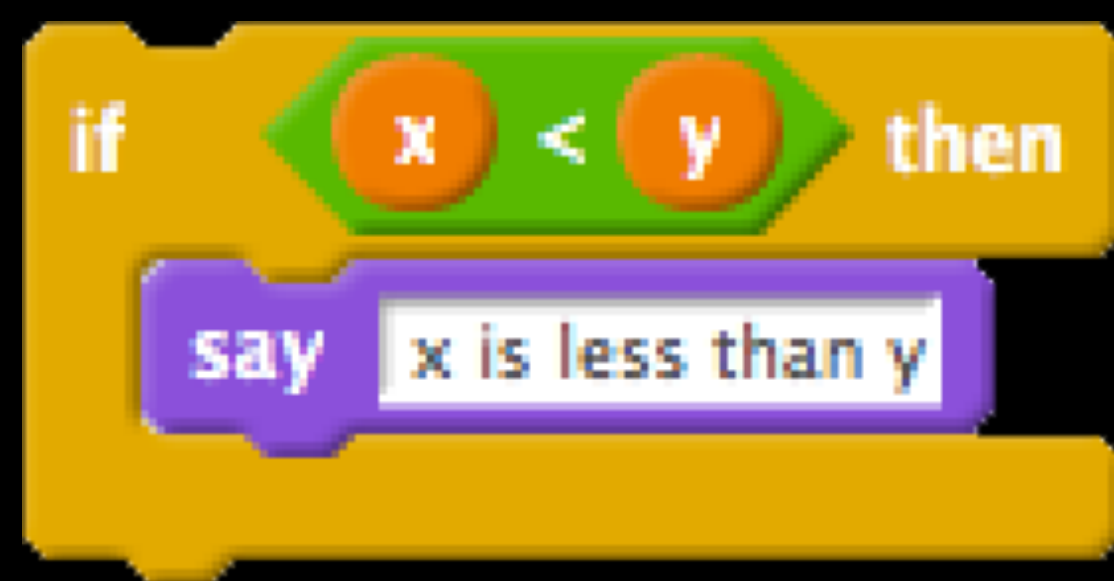 if x < y then
say x is less than y